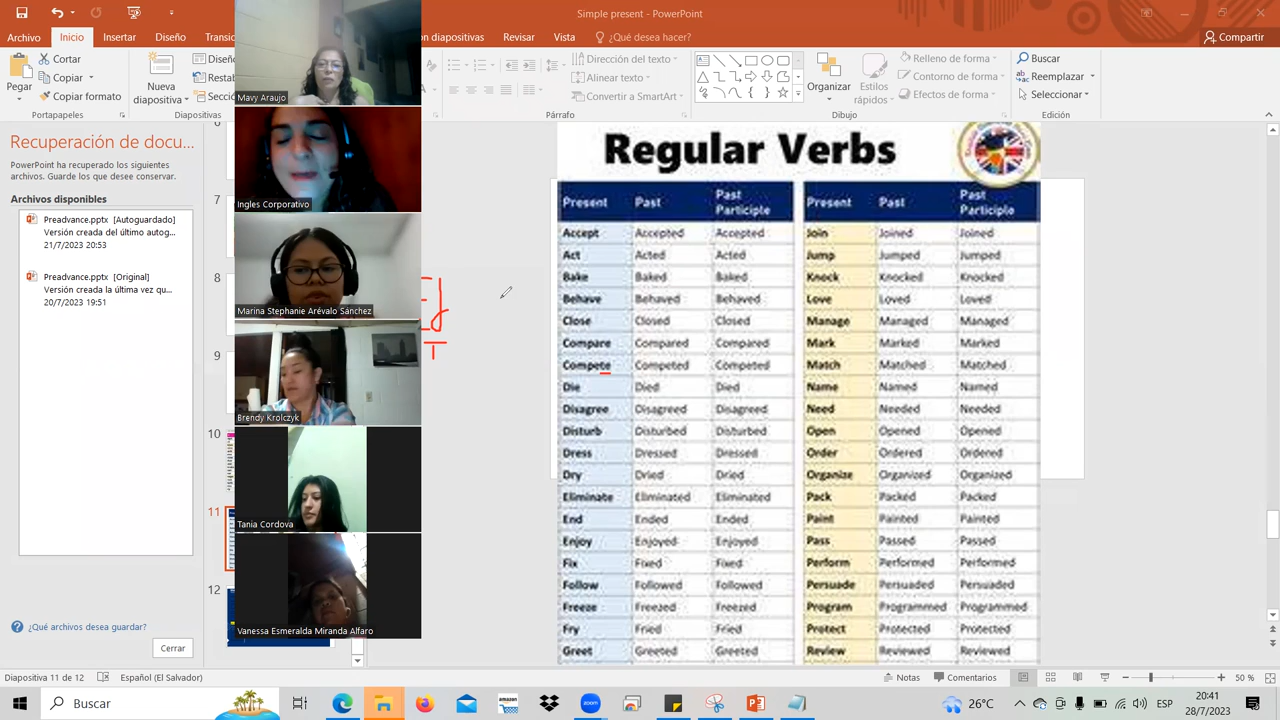 Archivo Inicio Insertar Diseño Transi
on diapositivas Revisar Vista ¿Qué desea hacer? Compartir
Pegar
Cortar
Copiar
Copiar formato
Portapapeles
Nueva
diapositiva
Diseño
Restab
Secció
Diapositivas
Párrafo
Dirección del texto
Alinear texto
Convertir a SmartArt
Organizar
Estilos
rápidos
Relleno de forma
Contorno de forma
Efectos de forma
Dibujo
Buscar
Reemplazar
Seleccionar
Edición
Recuperación de docu...
PowerPoint ha recuperado los siguientes
archivos. Guarde los que desee conservar.
Archivos disponibles
Preadvance.pptx [Autoguardado]
Versión creada del último autog...
21/7/2023 20:53
Preadvance.pptx [Original]
Versión creada la última vez qu...
20/7/2023 19:51
¿Qué archivos desea guardar?
Cerrar
7
8
9
10
11
12
Mavy Araujo
Ingles Corporativo
Marina Stephanie Arévalo Sánchez
Brendy Krolczyk
Tania Cordova
Vanessa Esmeralda Miranda Alfaro
Regular Verbs
Present Past Past Participle Present Past Past Participle
Accept Accepted Accepted Join Joined Joined
Act Acted Acted Jump Jumped Jumped
Bake Baked Baked Knock Knocked Knocked
Behave Behaved Behaved Love Loved Loved
Close Closed Closed Manage Managed Managed
Compare Compared Compared Mark Marked Marked
Compete Competed Competed Match Matched Matched
Die Died Died Name Named Named
Disagree Disagreed Disagreed Need Needed Needed
Disturb Disturbed Disturbed Open Opened Opened
Dress Dressed Dressed Order Ordered Ordered
Dry Dried Dried Organize Organized Organized
Eliminate Eliminated Eliminated Pack Packed Packed
End Ended Ended Paint Painted Painted
Enjoy Enjoyed Enjoyed Pass Passed Passed
Fix Fixed Fixed Perform Performed Performed
Follow Followed Followed Persuade Persuaded Persuaded
Freeze Freezed Freezed Program Programmed Programmed
Fry Fried Fried Protect Protected Protected
Greet Greeted Greeted Review Reviewed Reviewed
Diapositiva 11 de 12 Español (El Salvador) Notas Comentarios 50 %
Buscar
amazon
zoom
26°C
ESP
20:41
28/7/2023